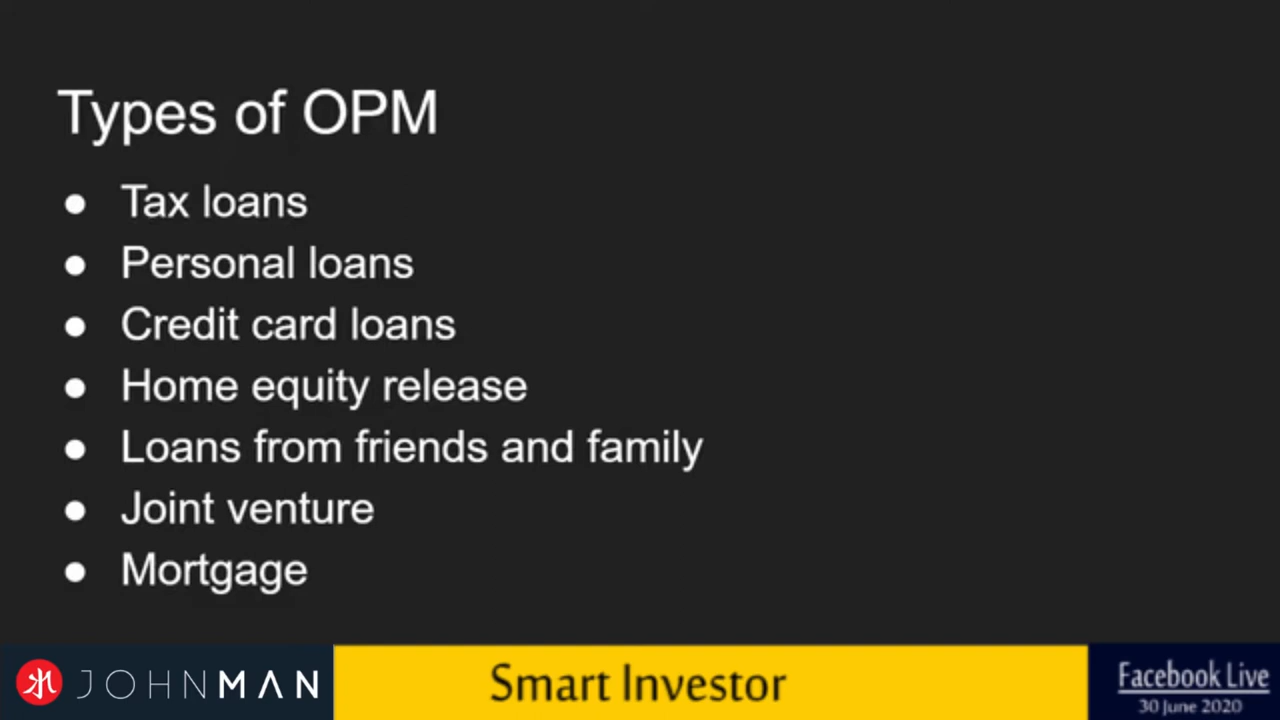 Types of OPM
● Tax loans
● Personal loans
● Credit card loans
● Home equity release
● Loans from friends and family
● Joint venture
● Mortgage
JOHNMAN
Smart Investor
Facebook Live
30 June 2020